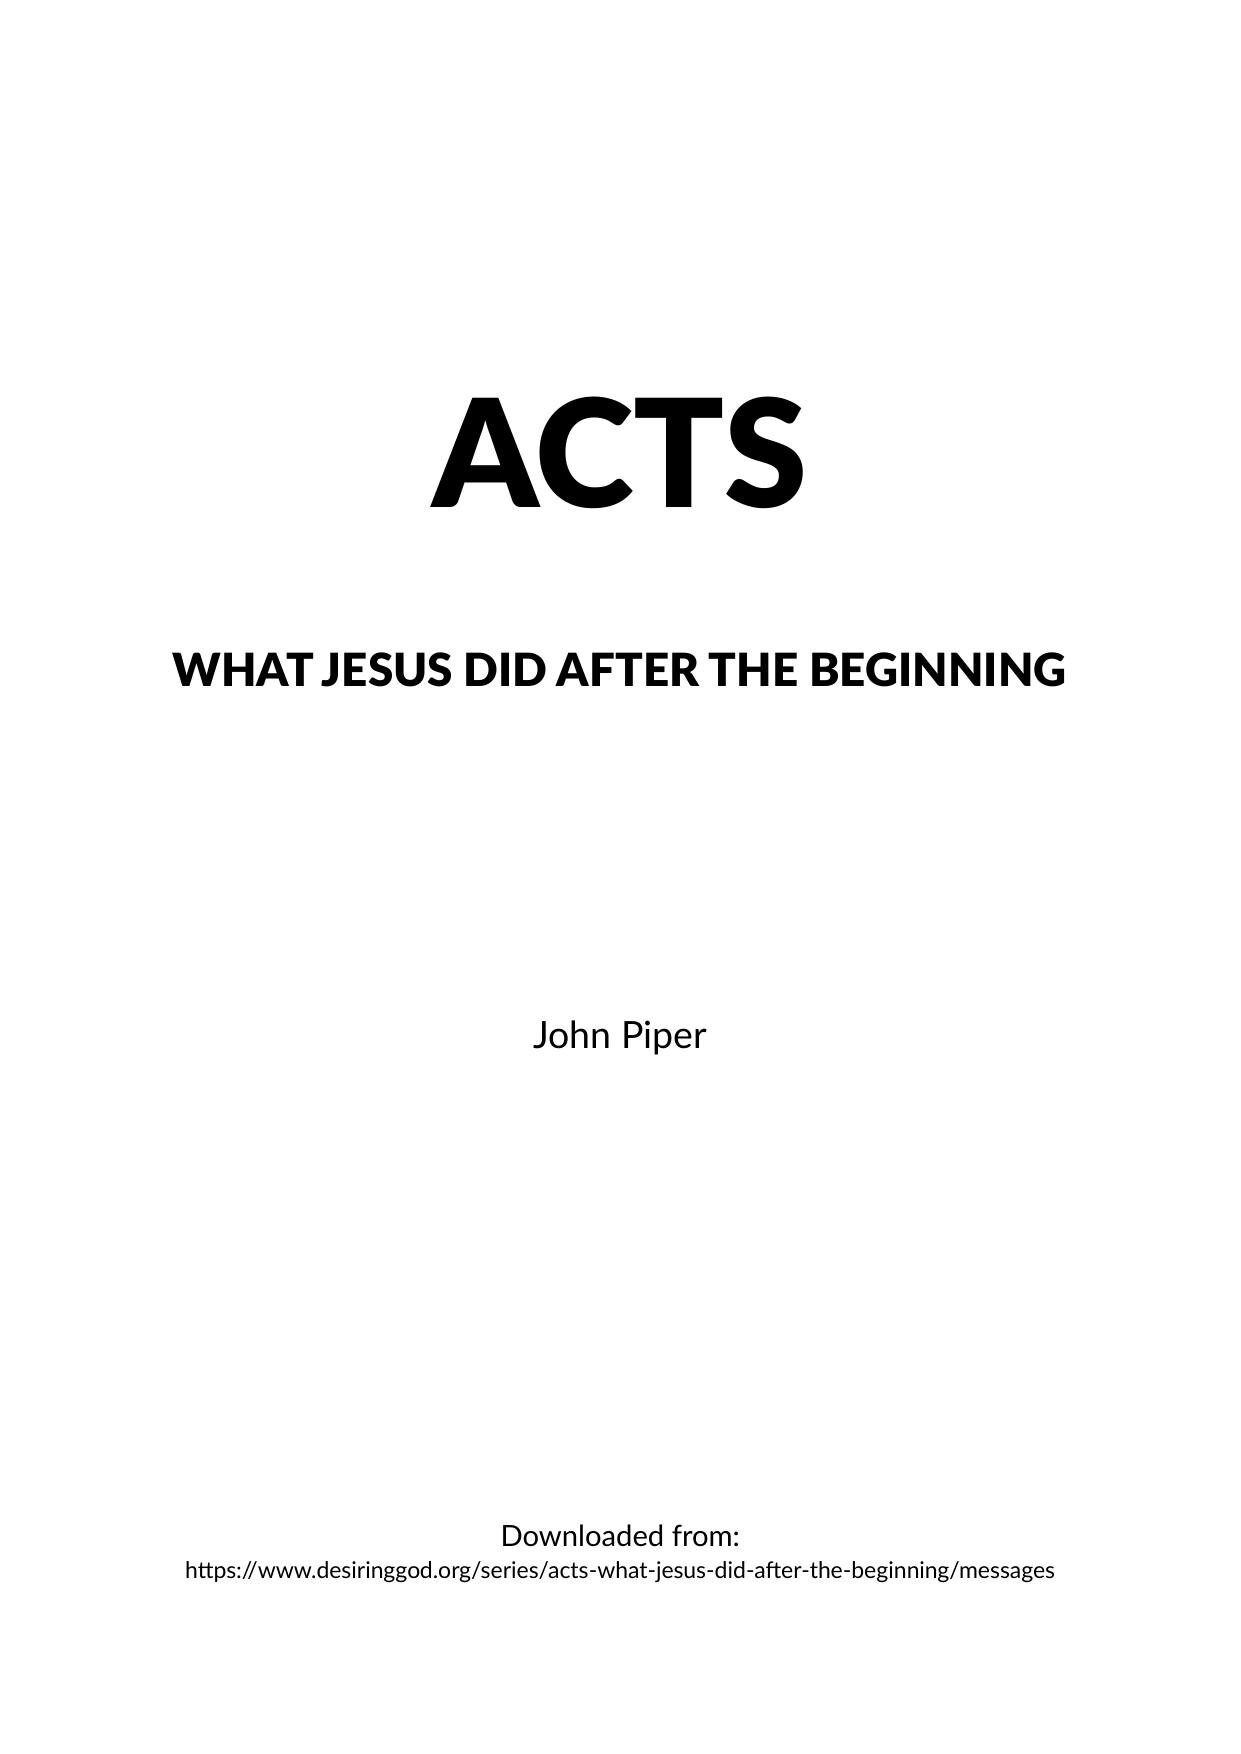 ACTS
WHAT JESUS DID AFTER THE BEGINNING
John Piper
Downloaded from:
https://www.desiringgod.org/series/acts-what-jesus-did-after-the-beginning/messages